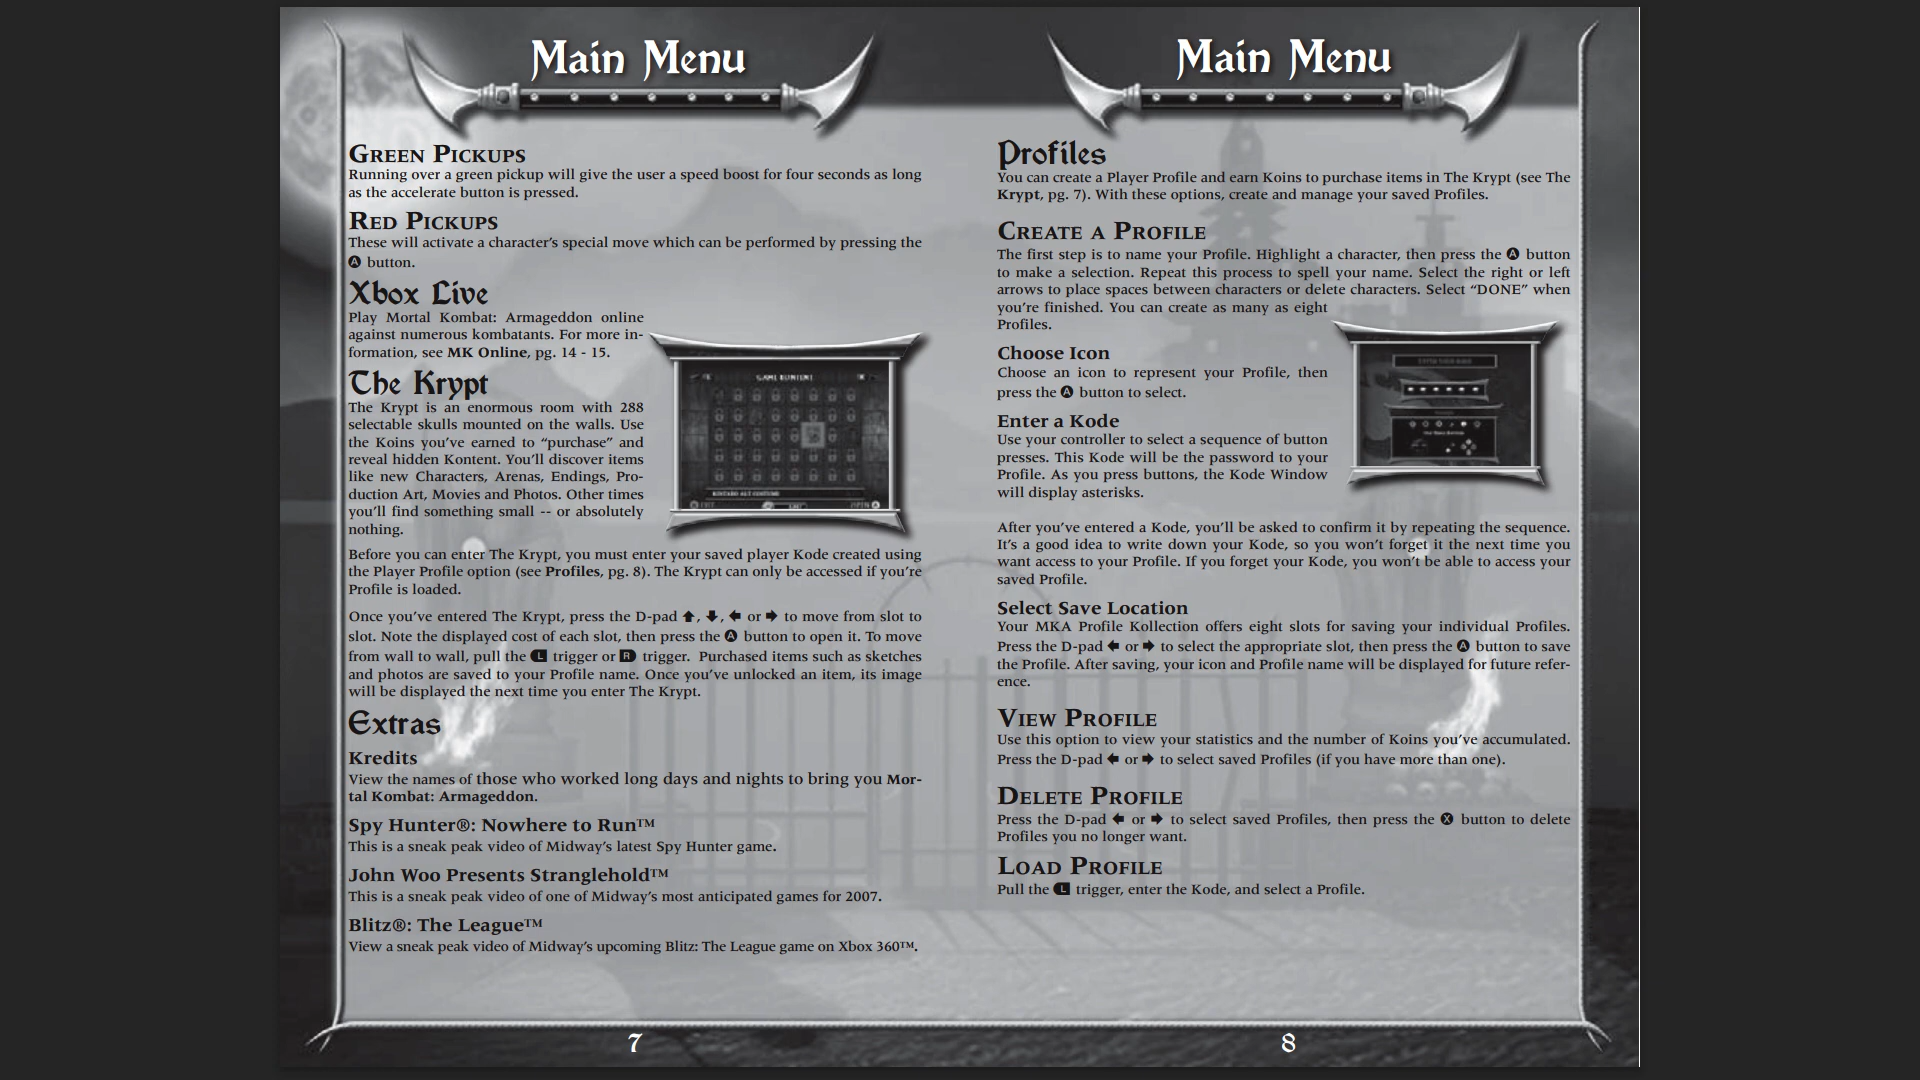 Main Menu
Green Pickups
Running over a green pickup will give the user a speed boost for four seconds as long
as the accelerate button is pressed.
Red Pickups
These will activate a character's special move which can be performed by pressing the
A button.
Xbox Live
Play Mortal Kombat: Armageddon online
against numerous kombatants. For more in-
formation, see MK Online, pg. 14 - 15.
The Krypt
The Krypt is an enormous room with 288
selectable skulls mounted on the walls. Use
the Koins you've earned to “purchase” and
reveal hidden Kontent. You'll discover items
like new Characters, Arenas, Endings, Pro-
duction Art, Movies and Photos. Other times
you'll find something small -- or absolutely
nothing.
GAME KONTENT
Before you can enter The Krypt, you must enter your saved player Kode created using
the Player Profile option (see Profiles, pg. 8). The Krypt can only be accessed if you're
Profile is loaded.
Once you've entered The Krypt, press the D-pad 🡅, 🡇, 🡄 or 🡆 to move from slot to
slot. Note the displayed cost of each slot, then press the A button to open it. To move
from wall to wall, pull the L trigger or R trigger. Purchased items such as sketches
and photos are saved to your Profile name. Once you've unlocked an item, its image
will be displayed the next time you enter The Krypt.
Extras
Kredits
View the names of those who worked long days and nights to bring you Mor-
tal Kombat: Armageddon.
Spy Hunter®: Nowhere to Run™
This is a sneak peak video of Midway's latest Spy Hunter game.
John Woo Presents Stranglehold™
This is a sneak peak video of one of Midway's most anticipated games for 2007.
Blitz®: The League™
View a sneak peak video of Midway's upcoming Blitz: The League game on Xbox 360™.
7
Main Menu
Profiles
You can create a Player Profile and earn Koins to purchase items in The Krypt (see The
Krypt, pg. 7). With these options, create and manage your saved Profiles.
Create a Profile
The first step is to name your Profile. Highlight a character, then press the A button
to make a selection. Repeat this process to spell your name. Select the right or left
arrows to place spaces between characters or delete characters. Select “DONE” when
you're finished. You can create as many as eight
Profiles.
Choose Icon
Choose an icon to represent your Profile, then
press the A button to select.
Enter a Kode
Use your controller to select a sequence of button
presses. This Kode will be the password to your
Profile. As you press buttons, the Kode Window
will display asterisks.
After you've entered a Kode, you'll be asked to confirm it by repeating the sequence.
It's a good idea to write down your Kode, so you won't forget it the next time you
want access to your Profile. If you forget your Kode, you won't be able to access your
saved Profile.
Select Save Location
Your MKA Profile Kollection offers eight slots for saving your individual Profiles.
Press the D-pad 🡄 or 🡆 to select the appropriate slot, then press the A button to save
the Profile. After saving, your icon and Profile name will be displayed for future refer-
ence.
View Profile
Use this option to view your statistics and the number of Koins you've accumulated.
Press the D-pad 🡄 or 🡆 to select saved Profiles (if you have more than one).
Delete Profile
Press the D-pad 🡄 or 🡆 to select saved Profiles, then press the X button to delete
Profiles you no longer want.
Load Profile
Pull the L trigger, enter the Kode, and select a Profile.
8